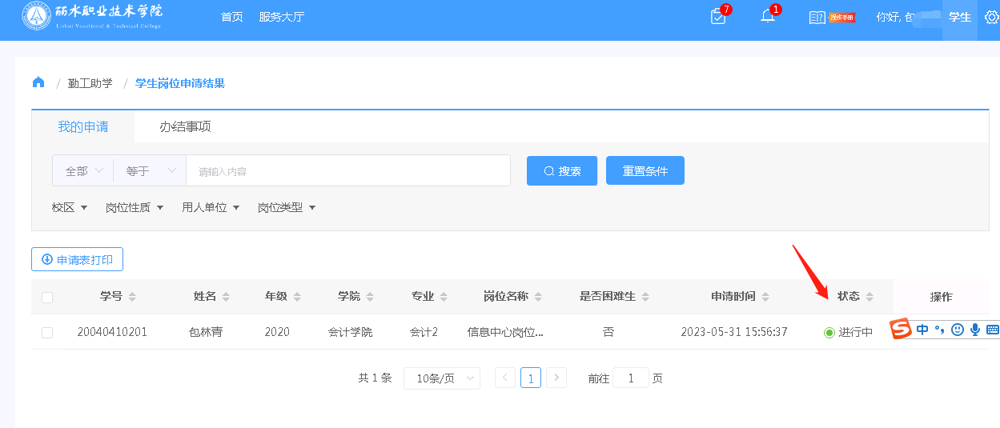 丽水职业技术学院
Lishui Vocational & Technical College
首页 服务大厅 7 1 操作手册 你好, 包 学生
/ 勤工助学 / 学生岗位申请结果
我的申请 办结事项
全部 等于 请输入内容 搜索 重置条件
校区 岗位性质 用人单位 岗位类型
申请表打印
学号 姓名 年级 学院 专业 岗位名称 是否困难生 申请时间 状态 操作
20040410201 包林青 2020 会计学院 会计2 信息中心岗位... 否 2023-05-31 15:56:37 进行中 S 中 °,
共 1 条 10条/页 < 1 > 前往 1 页